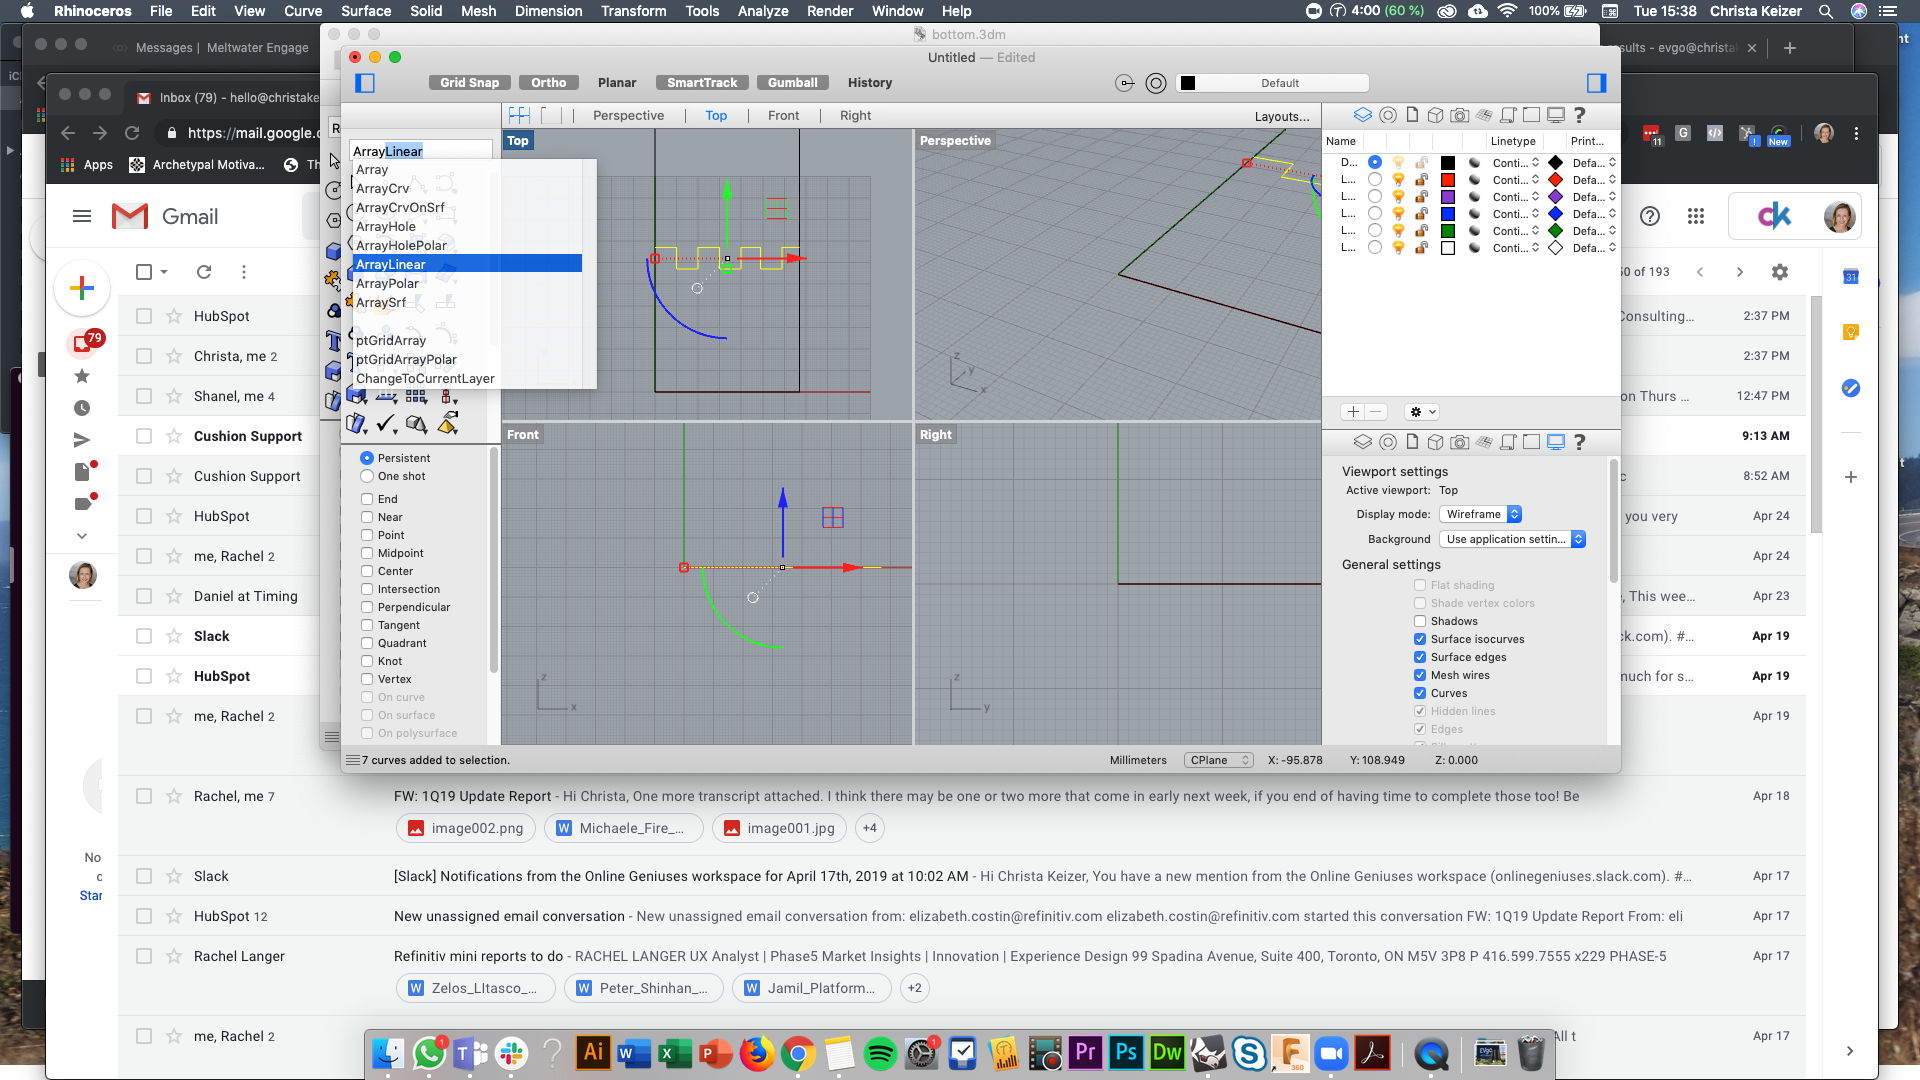 Rhinoceros File Edit View Curve Surface Solid Mesh Dimension Transform Tools Analyze Render Window Help
4:00 (60 %) 100% Tue 15:38 Christa Keizer
Messages | Meltwater Engage
bottom.3dm
Untitled — Edited
Grid Snap Ortho Planar SmartTrack Gumball History
Default
Inbox (79) - hello@christake
https://mail.google.c
Apps Archetypal Motiva... Th
esults - evgo@christa
11
New
Perspective Top Front Right Layouts...
ArrayLinear
Array
ArrayCrv
ArrayCrvOnSrf
ArrayHole
ArrayHolePolar
ArrayLinear
ArrayPolar
ArraySrf
ptGridArray
ptGridArrayPolar
ChangeToCurrentLayer
Persistent
One shot
End
Near
Point
Midpoint
Center
Intersection
Perpendicular
Tangent
Quadrant
Knot
Vertex
On curve
On surface
On polysurface
Top
Perspective
z
y
x
Front
z
x
Right
z
y
Name Linetype Print...
D... Conti... Defa...
L... Conti... Defa...
L... Conti... Defa...
L... Conti... Defa...
L... Conti... Defa...
L... Conti... Defa...
Viewport settings
Active viewport: Top
Display mode: Wireframe
Background Use application settin...
General settings
Flat shading
Shade vertex colors
Shadows
Surface isocurves
Surface edges
Mesh wires
Curves
Hidden lines
Edges
7 curves added to selection. Millimeters CPlane X: -95.878 Y: 108.949 Z: 0.000
Gmail
ck
50 of 193
79
31
HubSpot Consulting... 2:37 PM
Christa, me 2 2:37 PM
Shanel, me 4 on Thurs ... 12:47 PM
Cushion Support 9:13 AM
Cushion Support c 8:52 AM
HubSpot you very Apr 24
me, Rachel 2 Apr 24
Daniel at Timing , This wee... Apr 23
Slack ck.com). #... Apr 19
HubSpot much for s... Apr 19
me, Rachel 2 Apr 19
Rachel, me 7 FW: 1Q19 Update Report - Hi Christa, One more transcript attached. I think there may be one or two more that come in early next week, if you end of having time to complete those too! Be Apr 18
image002.png Michaele_Fire_... image001.jpg +4
No
c
Star
Slack [Slack] Notifications from the Online Geniuses workspace for April 17th, 2019 at 10:02 AM - Hi Christa Keizer, You have a new mention from the Online Geniuses workspace (onlinegeniuses.slack.com). #... Apr 17
HubSpot 12 New unassigned email conversation - New unassigned email conversation from: elizabeth.costin@refinitiv.com elizabeth.costin@refinitiv.com started this conversation FW: 1Q19 Update Report From: eli Apr 17
Rachel Langer Refinitiv mini reports to do - RACHEL LANGER UX Analyst | Phase5 Market Insights | Innovation | Experience Design 99 Spadina Avenue, Suite 400, Toronto, ON M5V 3P8 P 416.599.7555 x229 PHASE-5 Apr 17
Zelos_LItasco_... Peter_Shinhan_... Jamil_Platform... +2
me, Rachel 2 All t Apr 17
1 Ai 1 Pr Ps Dw F 360